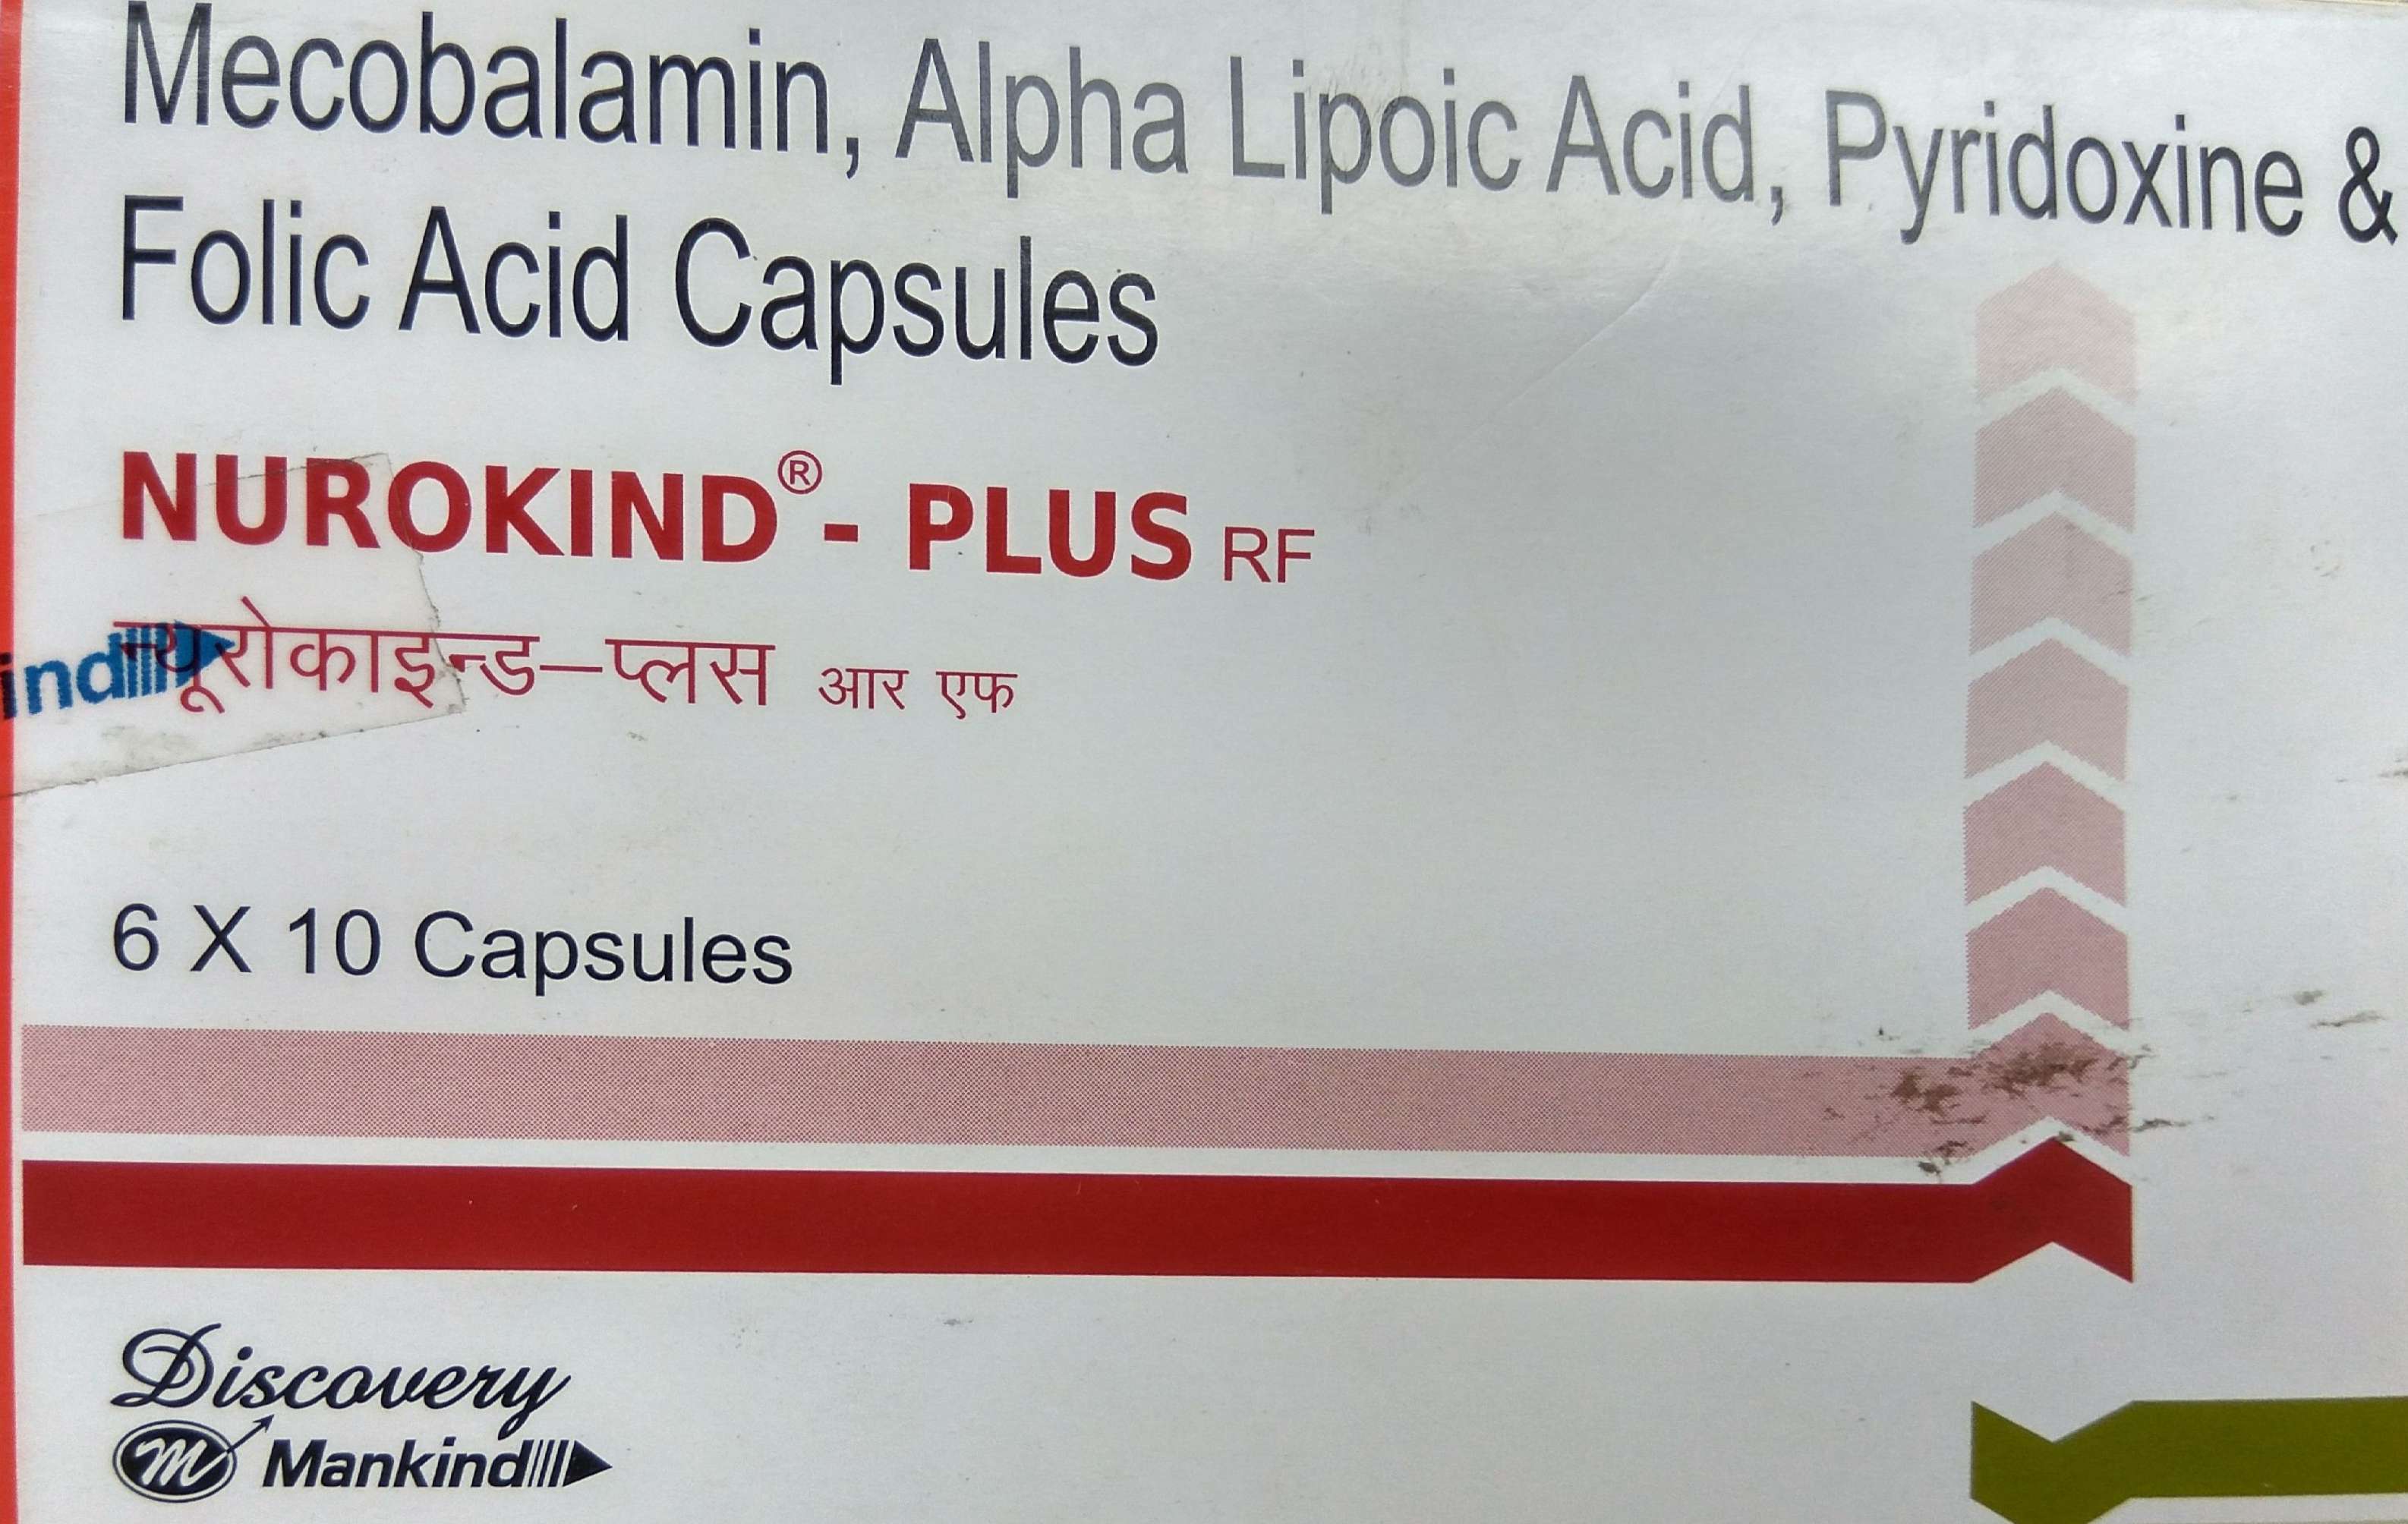 Mecobalamin, Alpha Lipoic Acid, Pyridoxine &
Folic Acid Capsules
NUROKIND® - PLUS RF
न्यूरोकाइन्ड–प्लस आर एफ
ind
6 X 10 Capsules
Discovery
m Mankind